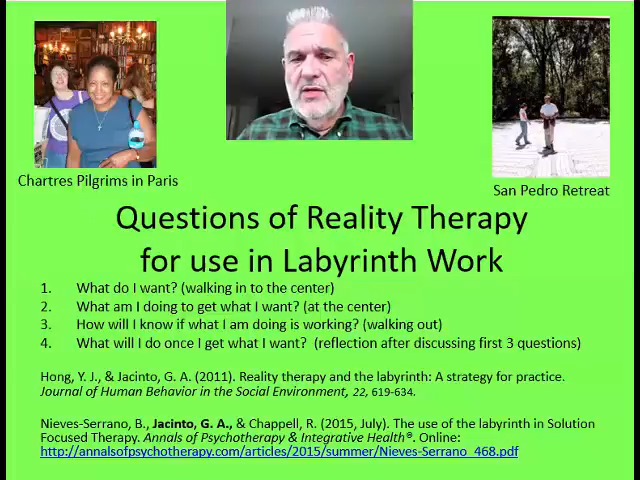 Chartres Pilgrims in Paris
San Pedro Retreat
Questions of Reality Therapy
for use in Labyrinth Work
1. What do I want? (walking in to the center)
2. What am I doing to get what I want? (at the center)
3. How will I know if what I am doing is working? (walking out)
4. What will I do once I get what I want? (reflection after discussing first 3 questions)
Hong, Y. J., & Jacinto, G. A. (2011). Reality therapy and the labyrinth: A strategy for practice.
Journal of Human Behavior in the Social Environment, 22, 619-634.
Nieves-Serrano, B., Jacinto, G. A., & Chappell, R. (2015, July). The use of the labyrinth in Solution
Focused Therapy. Annals of Psychotherapy & Integrative Health®. Online:
http://annalsofpsychotherapy.com/articles/2015/summer/Nieves-Serrano_468.pdf